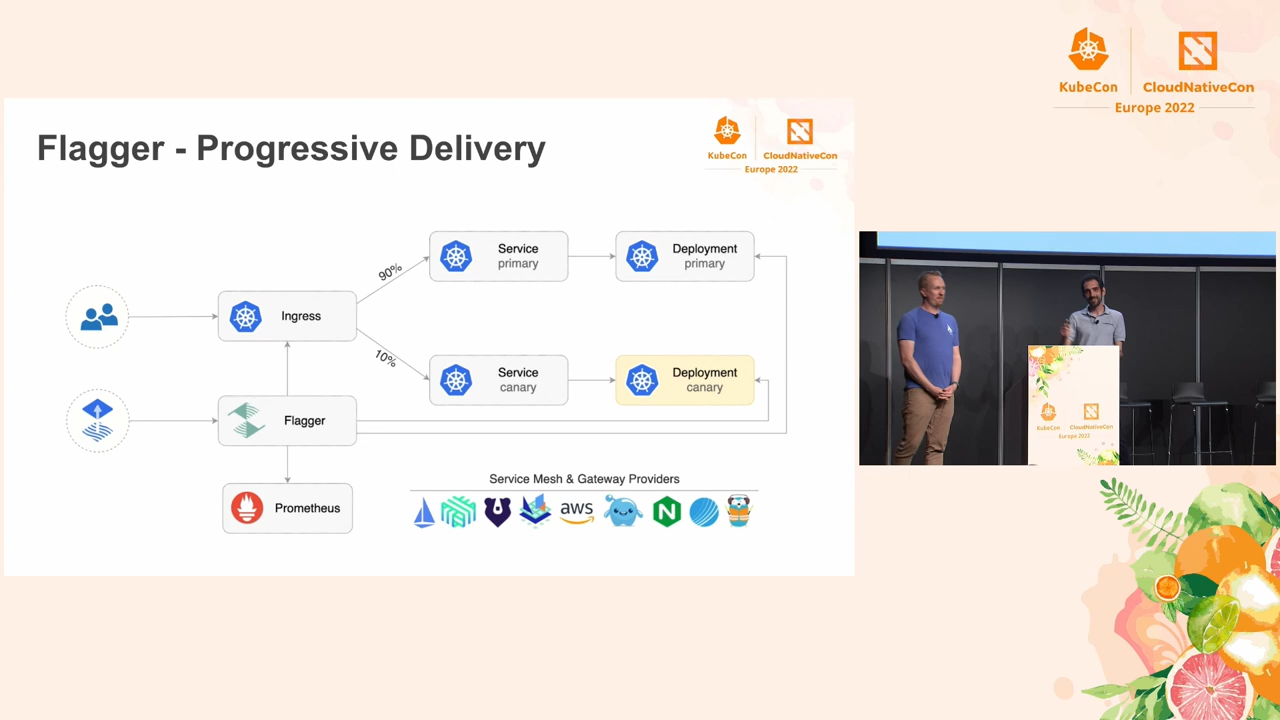 KubeCon
CloudNativeCon
Europe 2022
Flagger - Progressive Delivery
KubeCon
CloudNativeCon
Europe 2022
90%
Service
primary
Deployment
primary
Ingress
10%
Service
canary
Deployment
canary
Flagger
Prometheus
Service Mesh & Gateway Providers
aws
N
KubeCon
CloudNativeCon
Europe 2022